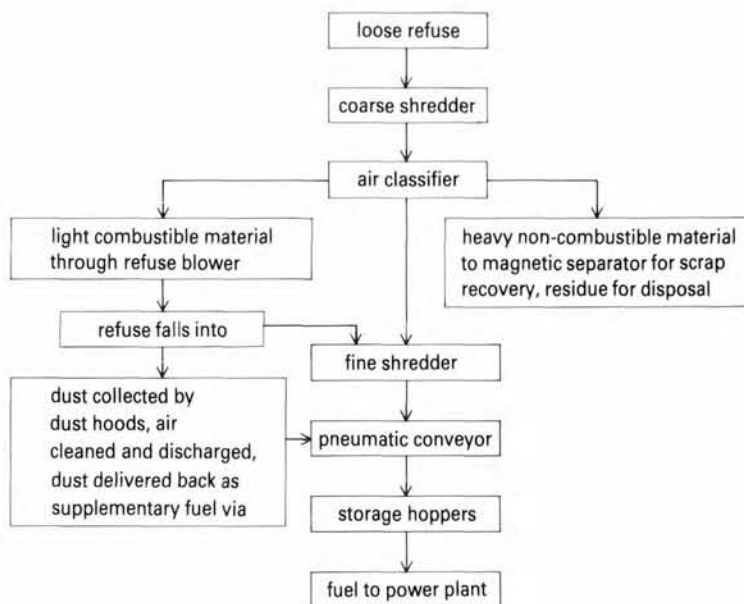 loose refuse
coarse shredder
air classifier
light combustible material
through refuse blower
heavy non-combustible material
to magnetic separator for scrap
recovery, residue for disposal
refuse falls into
fine shredder
dust collected by
dust hoods, air
cleaned and discharged,
dust delivered back as
supplementary fuel via
pneumatic conveyor
storage hoppers
fuel to power plant